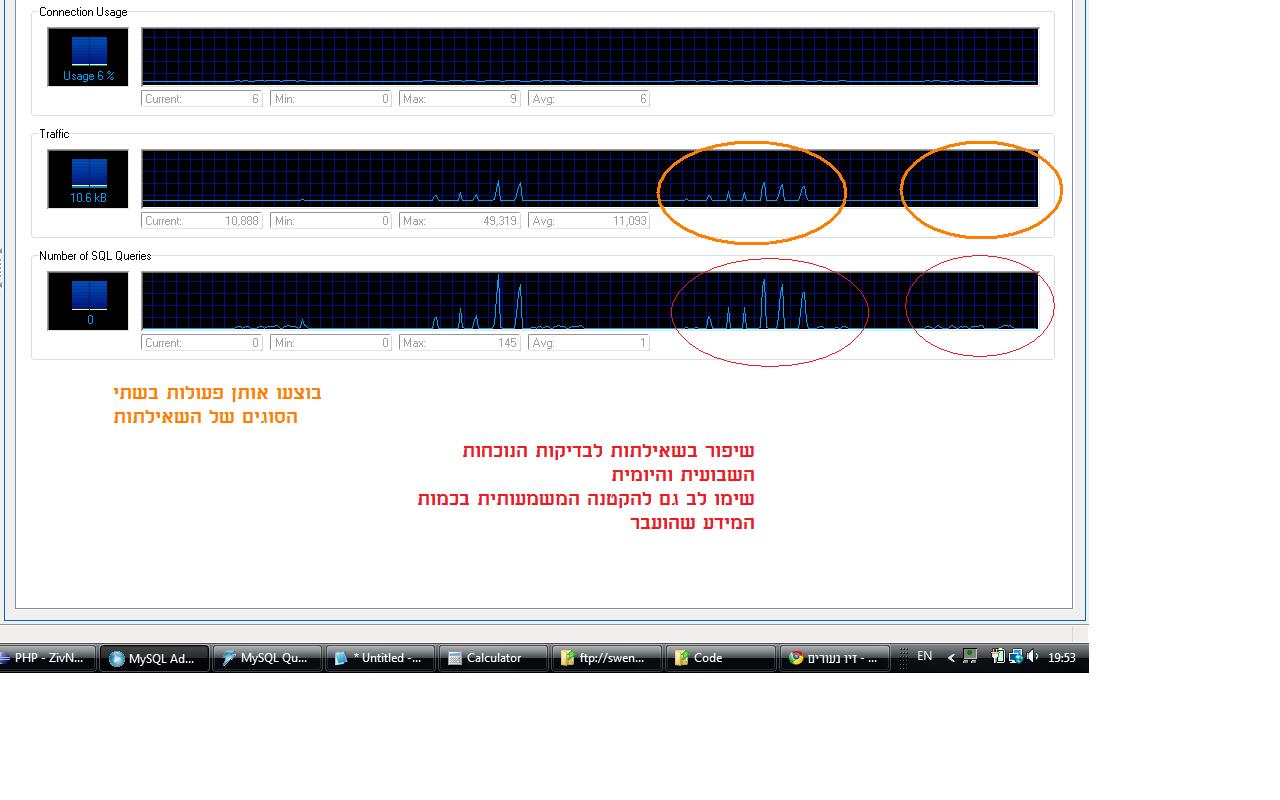 Connection Usage
Usage 6 %
Current: 6 Min: 0 Max: 9 Avg: 6
Traffic
10.6 kB
Current: 10,888 Min: 0 Max: 49,319 Avg: 11,093
Number of SQL Queries
0
Current: 0 Min: 0 Max: 145 Avg: 1
בוצעו אותן פעולות בשתי
הסוגים של השאילתות
שיפור בשאילתות לבדיקות הנוכחות
השבועית והיומית
שימו לב גם להקטנה המשמעותית בכמות
המידע שהועבר
PHP - ZivN... MySQL Ad... MySQL Qu... * Untitled -... Calculator ftp://swen... Code זיו נעורים - ... EN < 19:53